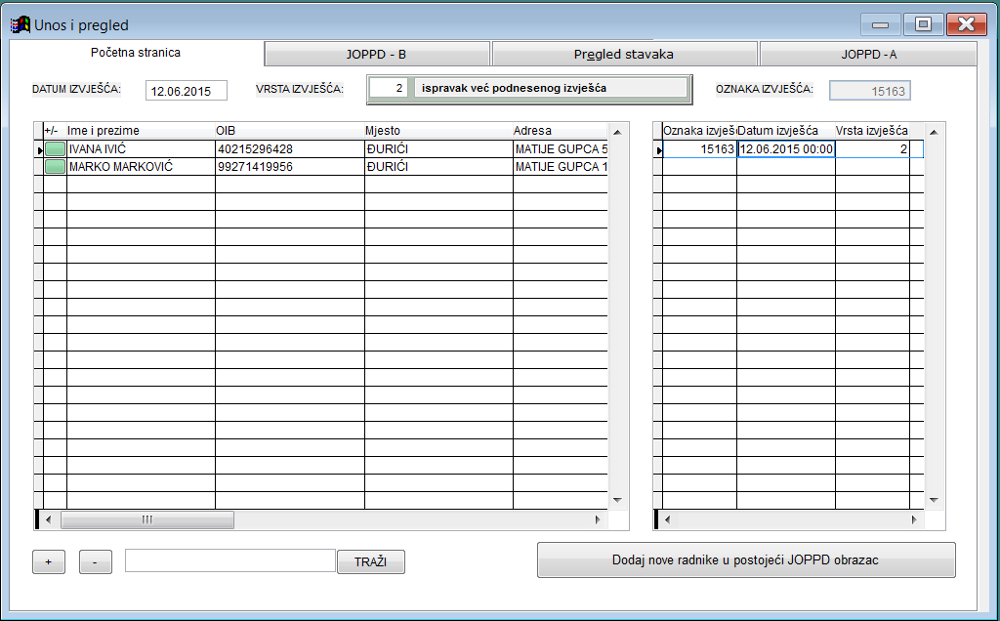 Unos i pregled
Početna stranica JOPPD - B Pregled stavaka JOPPD -A
DATUM IZVJEŠĆA: 12.06.2015 VRSTA IZVJEŠĆA: 2 ispravak već podnesenog izvješća OZNAKA IZVJEŠĆA: 15163
+/- Ime i prezime OIB Mjesto Adresa
IVANA IVIĆ 40215296428 ĐURIĆI MATIJE GUPCA 5
MARKO MARKOVIĆ 99271419956 ĐURIĆI MATIJE GUPCA 1
Oznaka izvješ Datum izvješća Vrsta izvješća
15163 12.06.2015 00:00 2
+ - TRAŽI Dodaj nove radnike u postojeći JOPPD obrazac